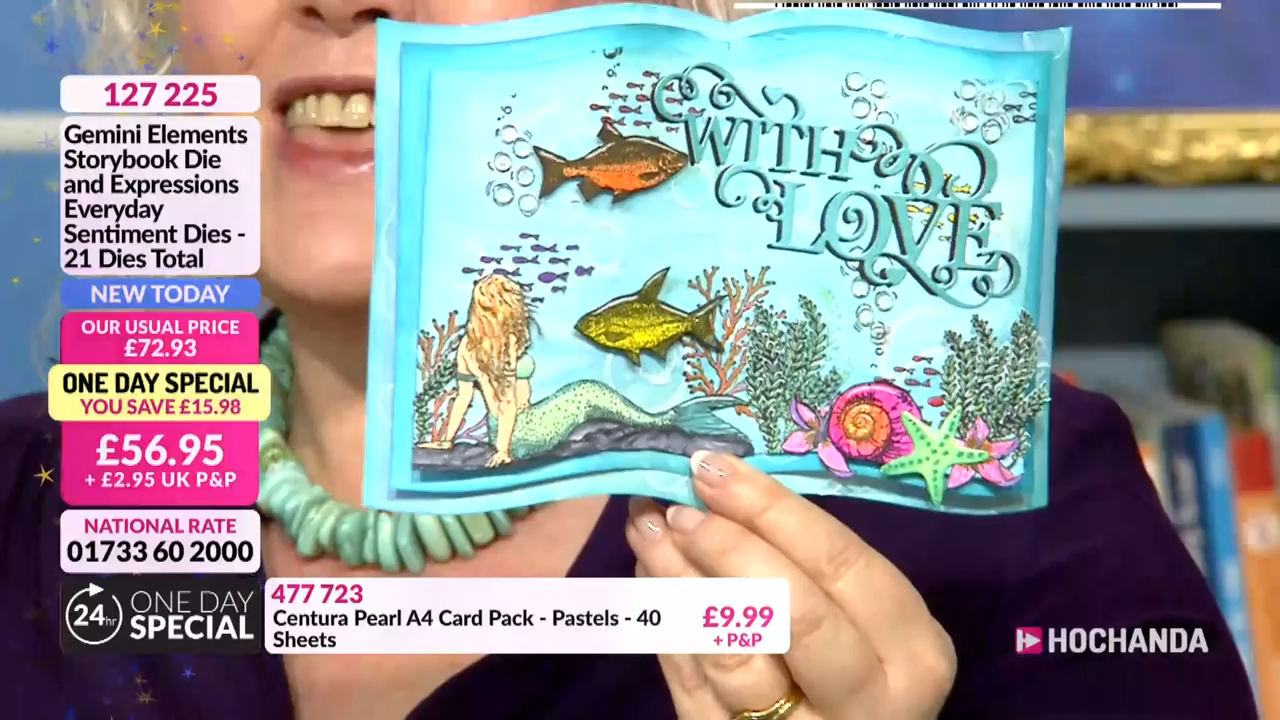 127 225
Gemini Elements
Storybook Die
and Expressions
Everyday
Sentiment Dies -
21 Dies Total
NEW TODAY
OUR USUAL PRICE
£72.93
ONE DAY SPECIAL
YOU SAVE £15.98
£56.95
+ £2.95 UK P&P
NATIONAL RATE
01733 60 2000
24hr
ONE DAY
SPECIAL
477 723
Centura Pearl A4 Card Pack - Pastels - 40
Sheets
£9.99
+ P&P
WITH
LOVE
HOCHANDA